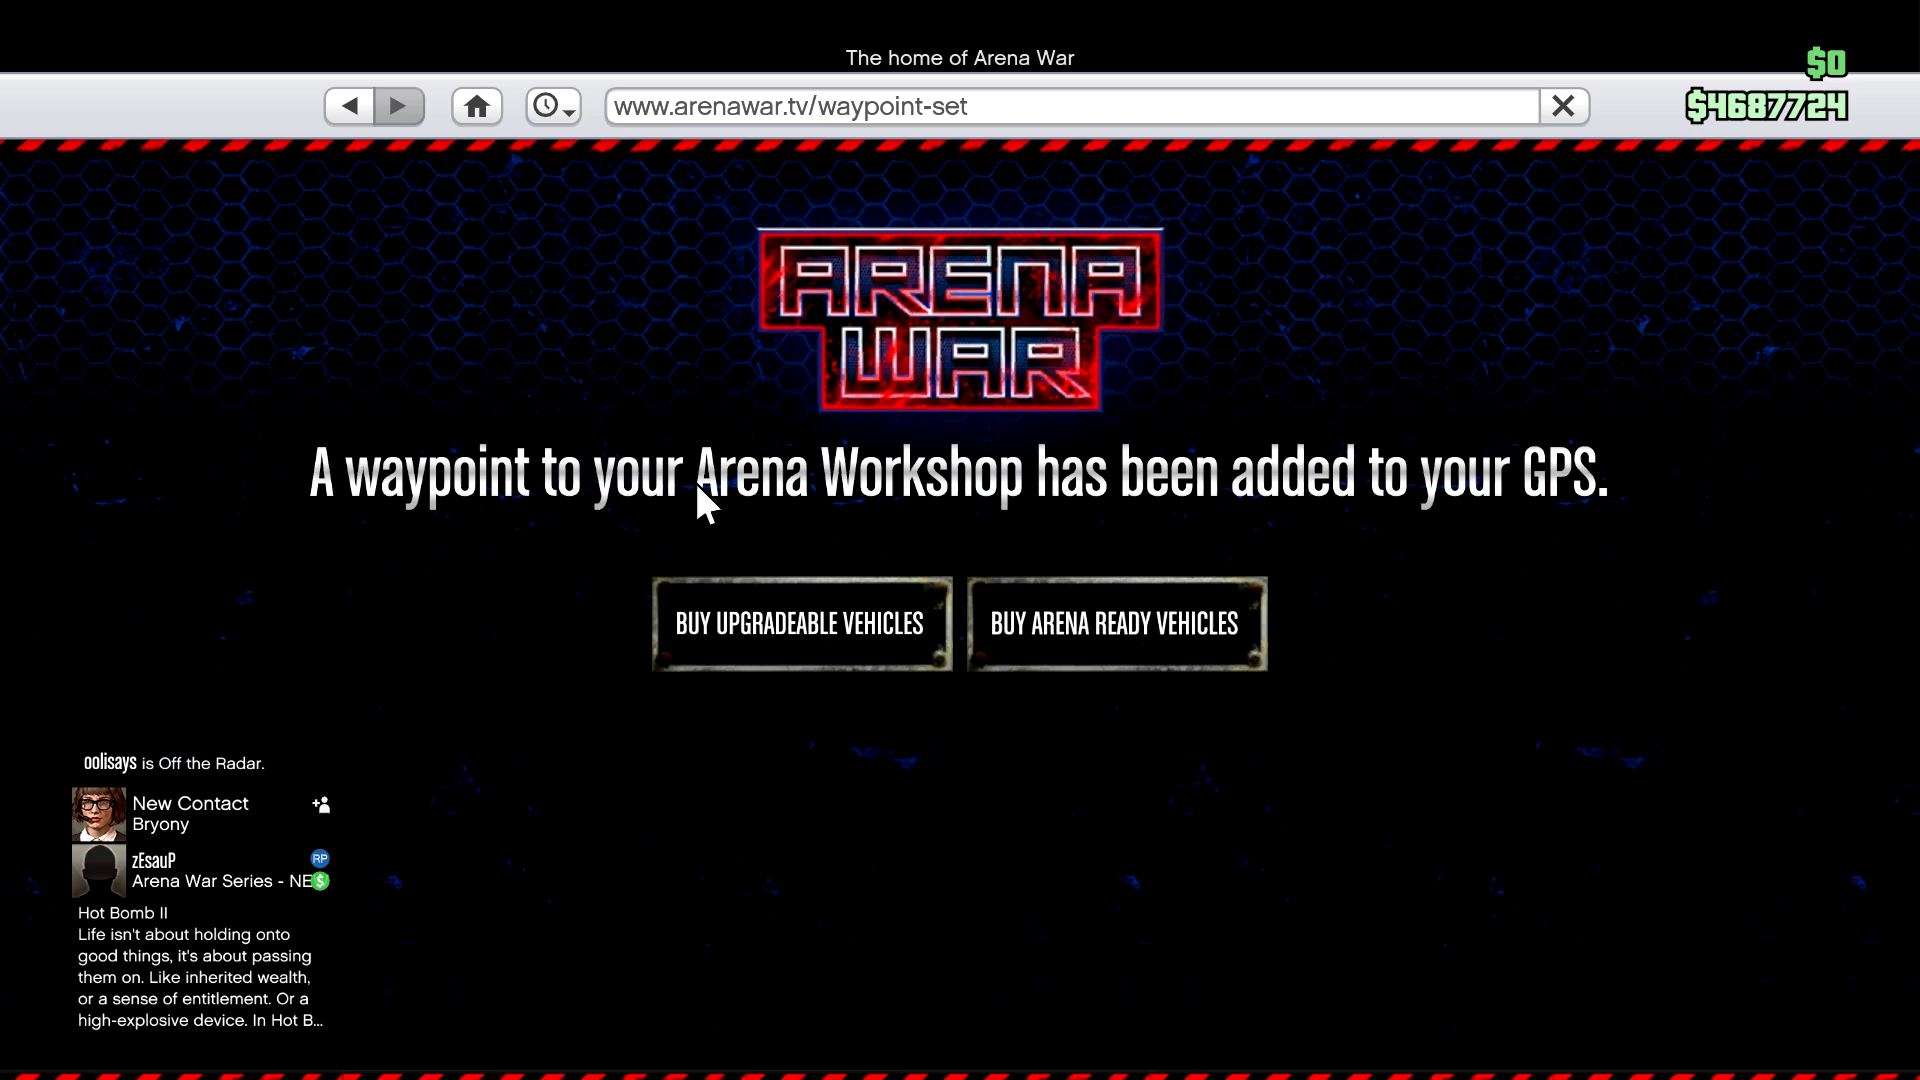 The home of Arena War
$0
www.arenawar.tv/waypoint-set
$4687724
ARENA
WAR
A waypoint to your Arena Workshop has been added to your GPS.
BUY UPGRADEABLE VEHICLES
BUY ARENA READY VEHICLES
oolisays is Off the Radar.
New Contact
Bryony
zEsauP
RP
Arena War Series - NE
$
Hot Bomb II
Life isn't about holding onto
good things, it's about passing
them on. Like inherited wealth,
or a sense of entitlement. Or a
high-explosive device. In Hot B...